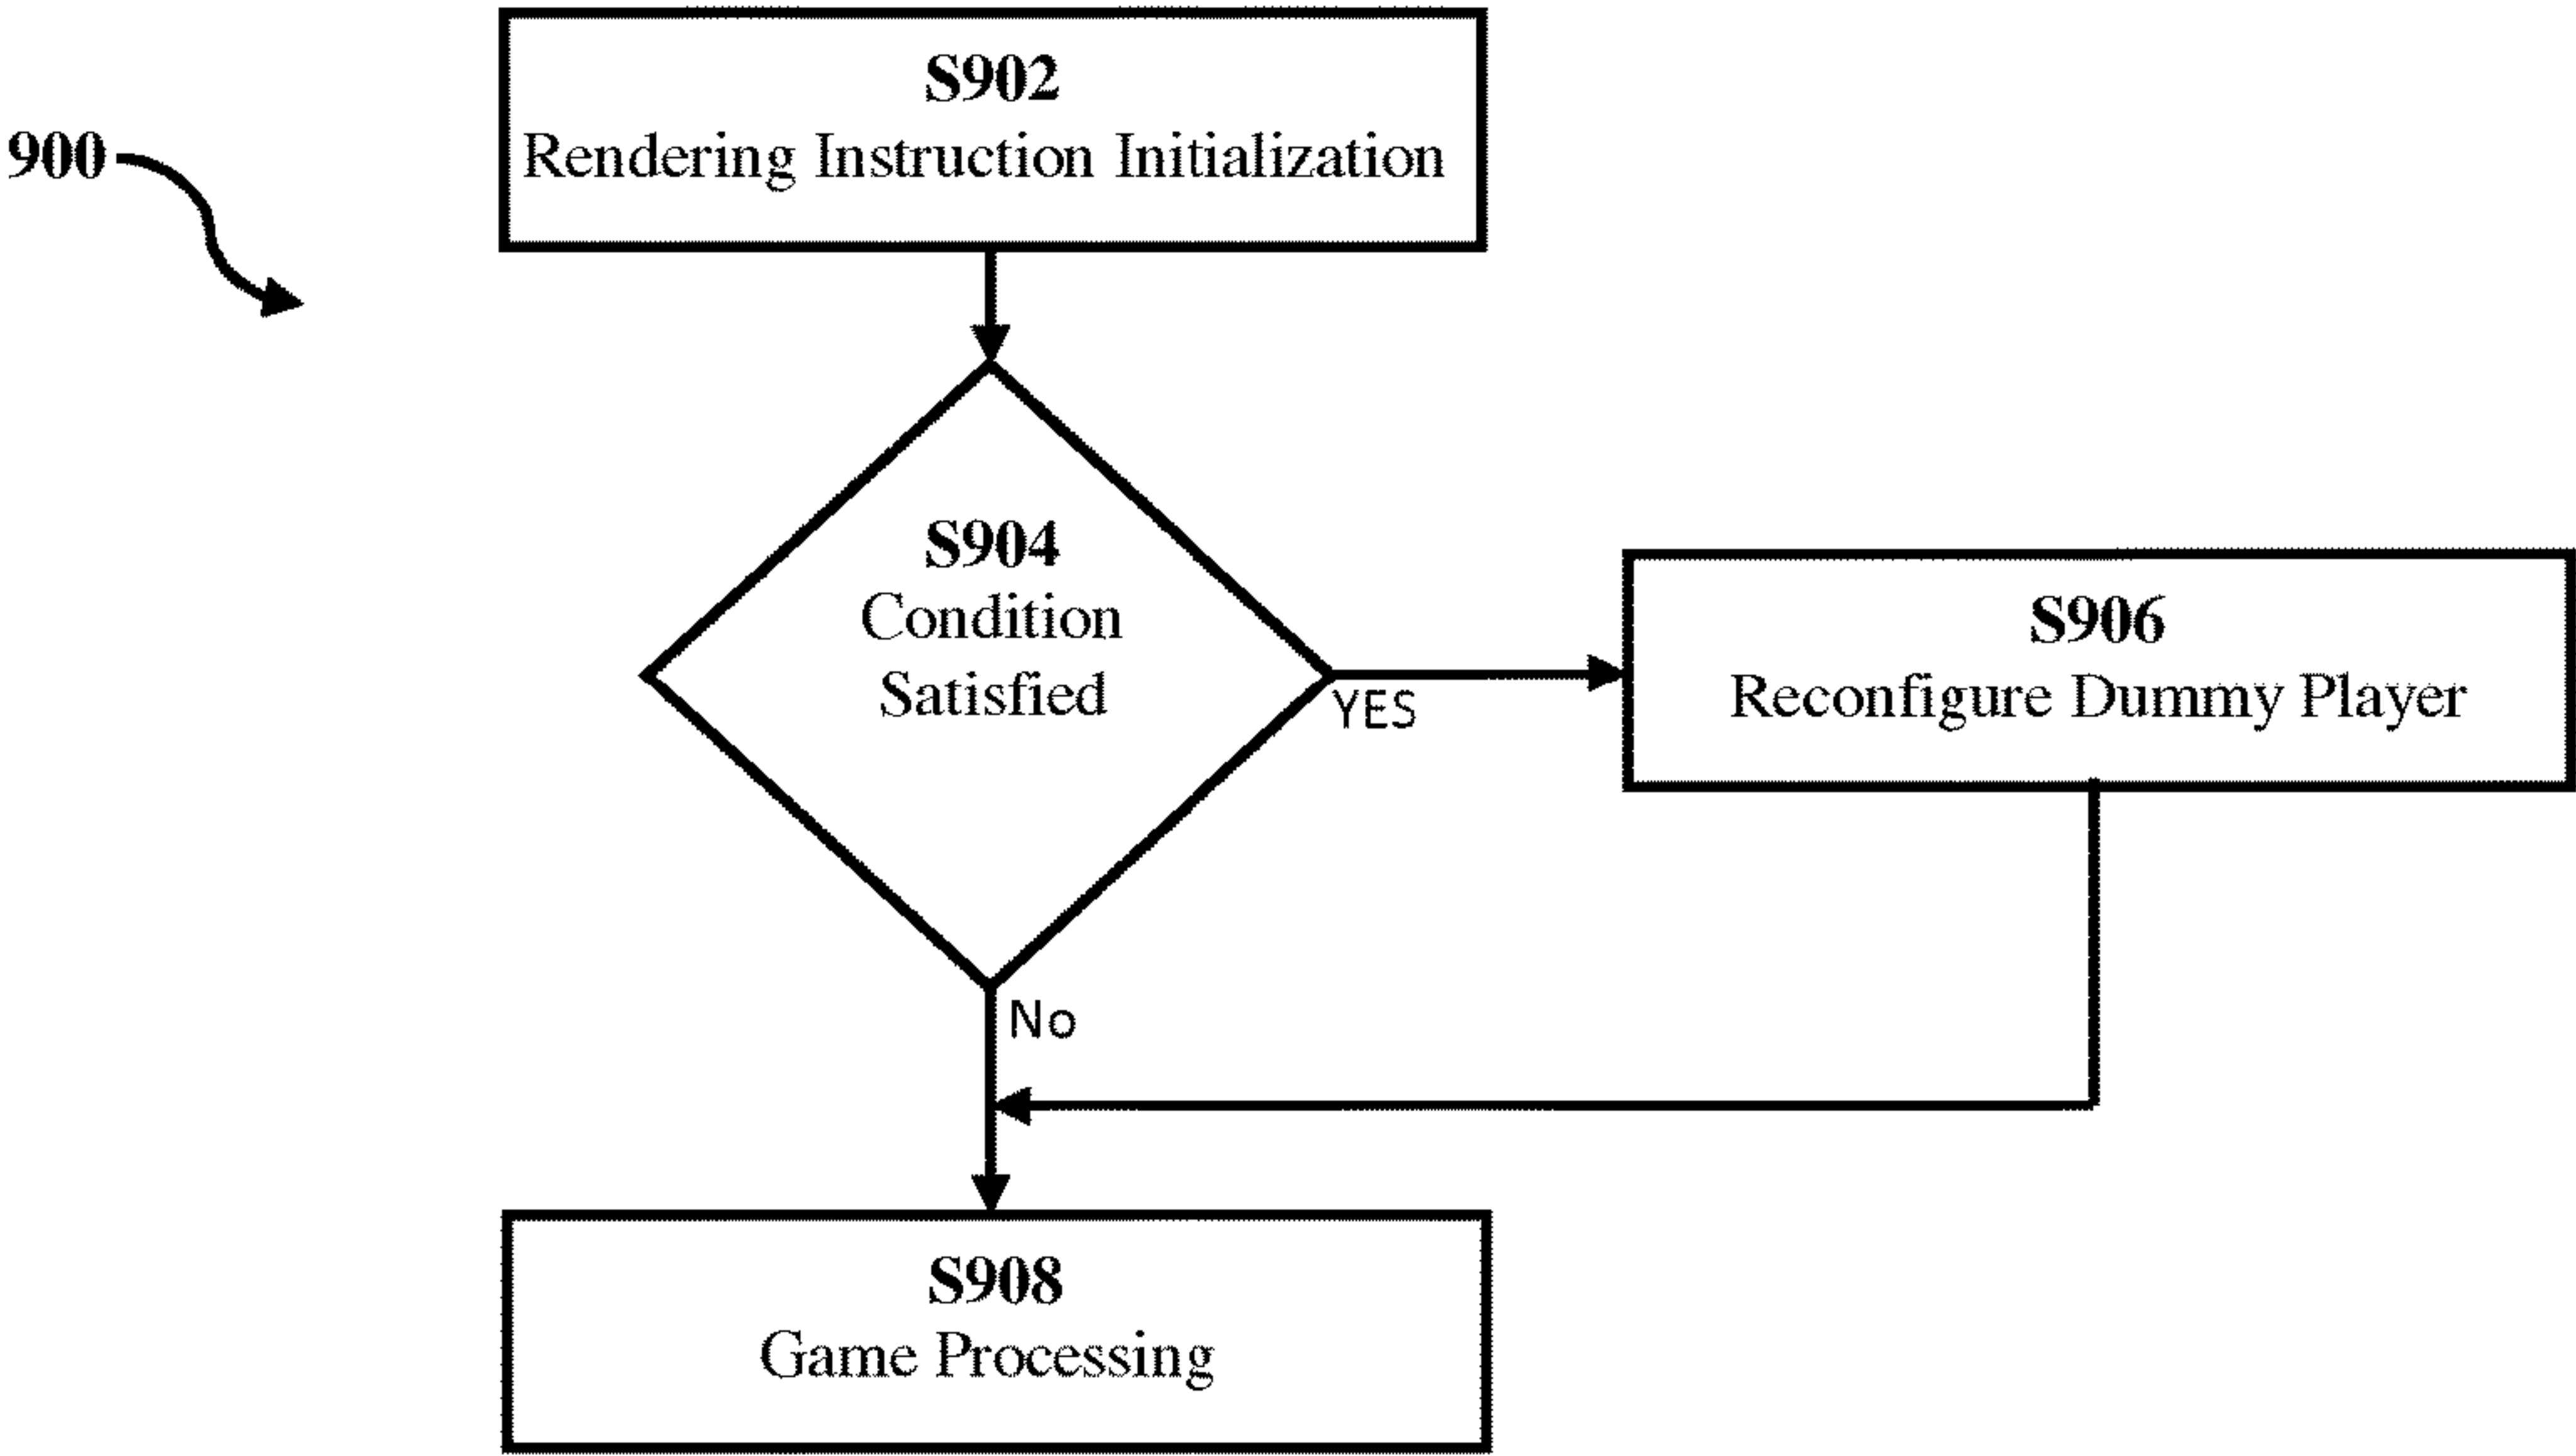 S902
Rendering Instruction Initialization
900
S904
Condition
Satisfied
YES
S906
Reconfigure Dummy Player
No
S908
Game Processing